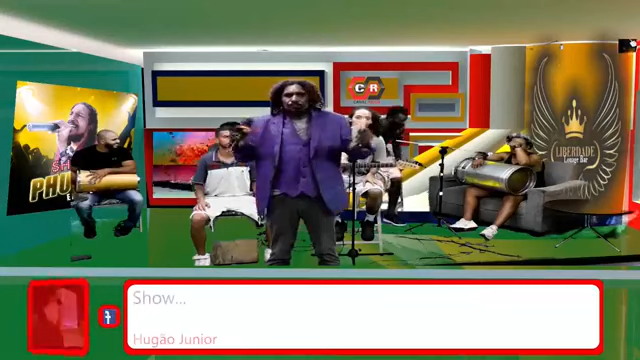 CR
PHU
LIBERDADE
Lounge Bar
Show...
Hugão Junior